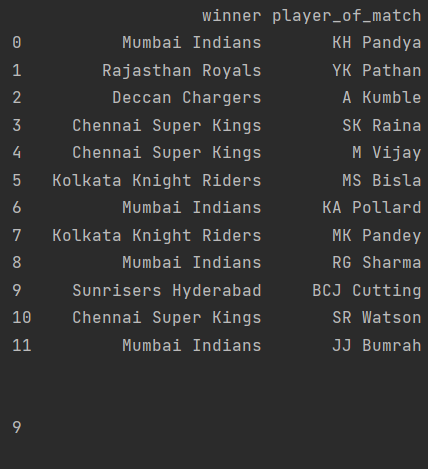 winner player_of_match
0 Mumbai Indians KH Pandya
1 Rajasthan Royals YK Pathan
2 Deccan Chargers A Kumble
3 Chennai Super Kings SK Raina
4 Chennai Super Kings M Vijay
5 Kolkata Knight Riders MS Bisla
6 Mumbai Indians KA Pollard
7 Kolkata Knight Riders MK Pandey
8 Mumbai Indians RG Sharma
9 Sunrisers Hyderabad BCJ Cutting
10 Chennai Super Kings SR Watson
11 Mumbai Indians JJ Bumrah
9